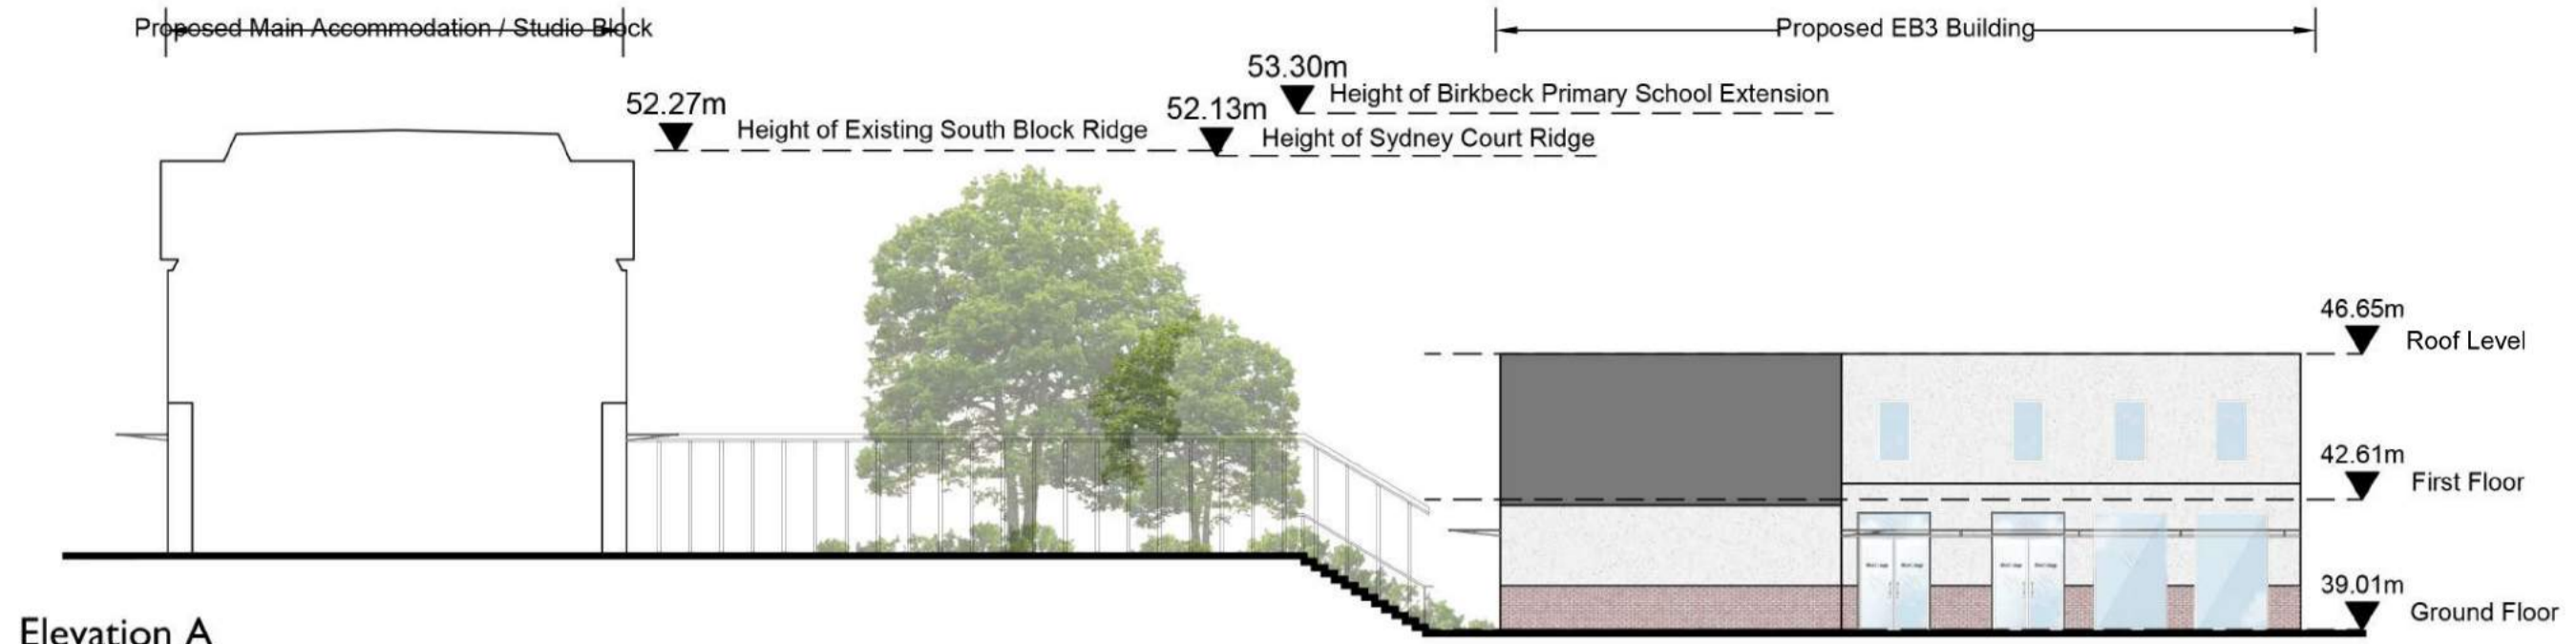 Proposed Main Accommodation / Studio Block
Proposed EB3 Building
53.30m
Height of Birkbeck Primary School Extension
52.27m
Height of Existing South Block Ridge
52.13m
Height of Sydney Court Ridge
46.65m
Roof Level
42.61m
First Floor
39.01m
Ground Floor
Elevation A